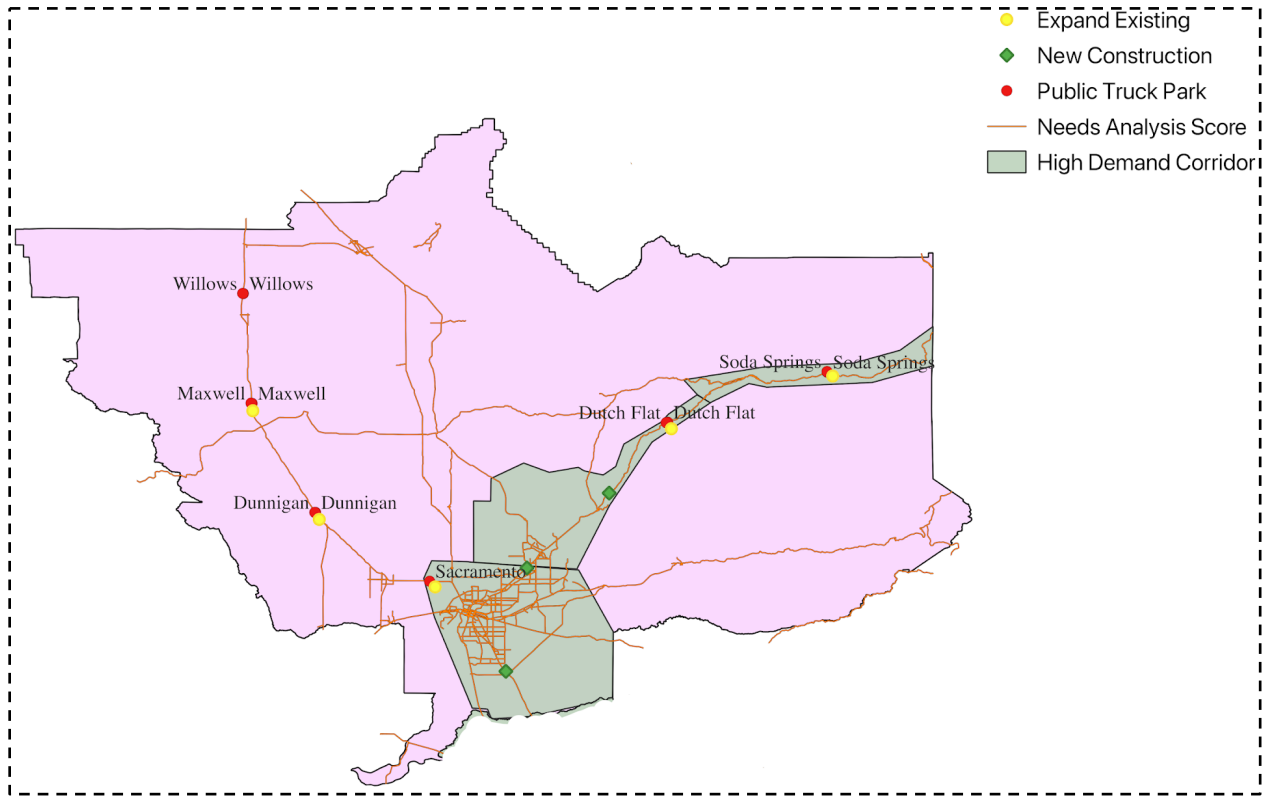 Expand Existing
New Construction
Public Truck Park
Needs Analysis Score
High Demand Corridor
Willows Willows
Soda Springs Soda Springs
Maxwell Maxwell
Dutch Flat Dutch Flat
Dunnigan Dunnigan
Sacramento